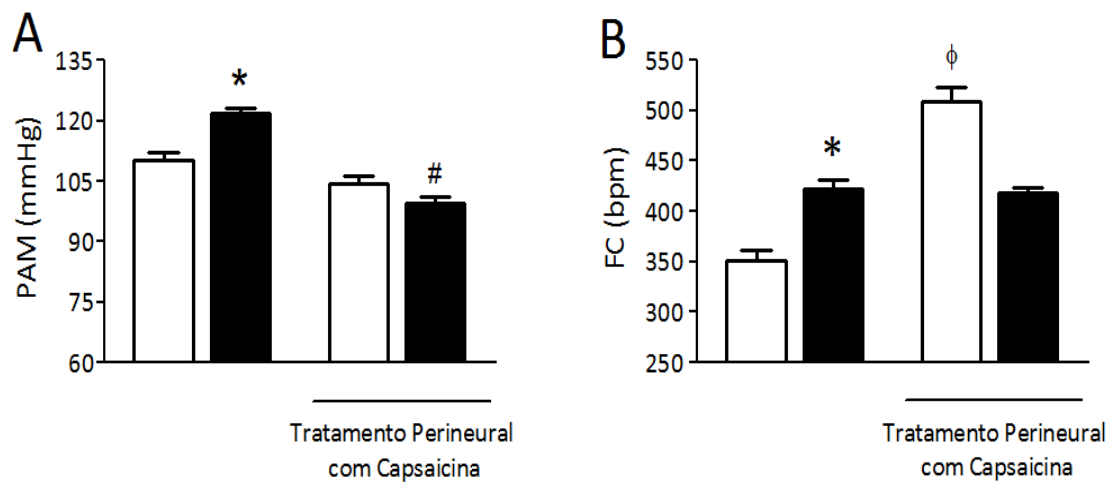 A
PAM (mmHg)
135
120
105
90
75
60
*
#
Tratamento Perineural
com Capsaicina
B
FC (bpm)
550
500
450
400
350
300
250
*
ϕ
Tratamento Perineural
com Capsaicina